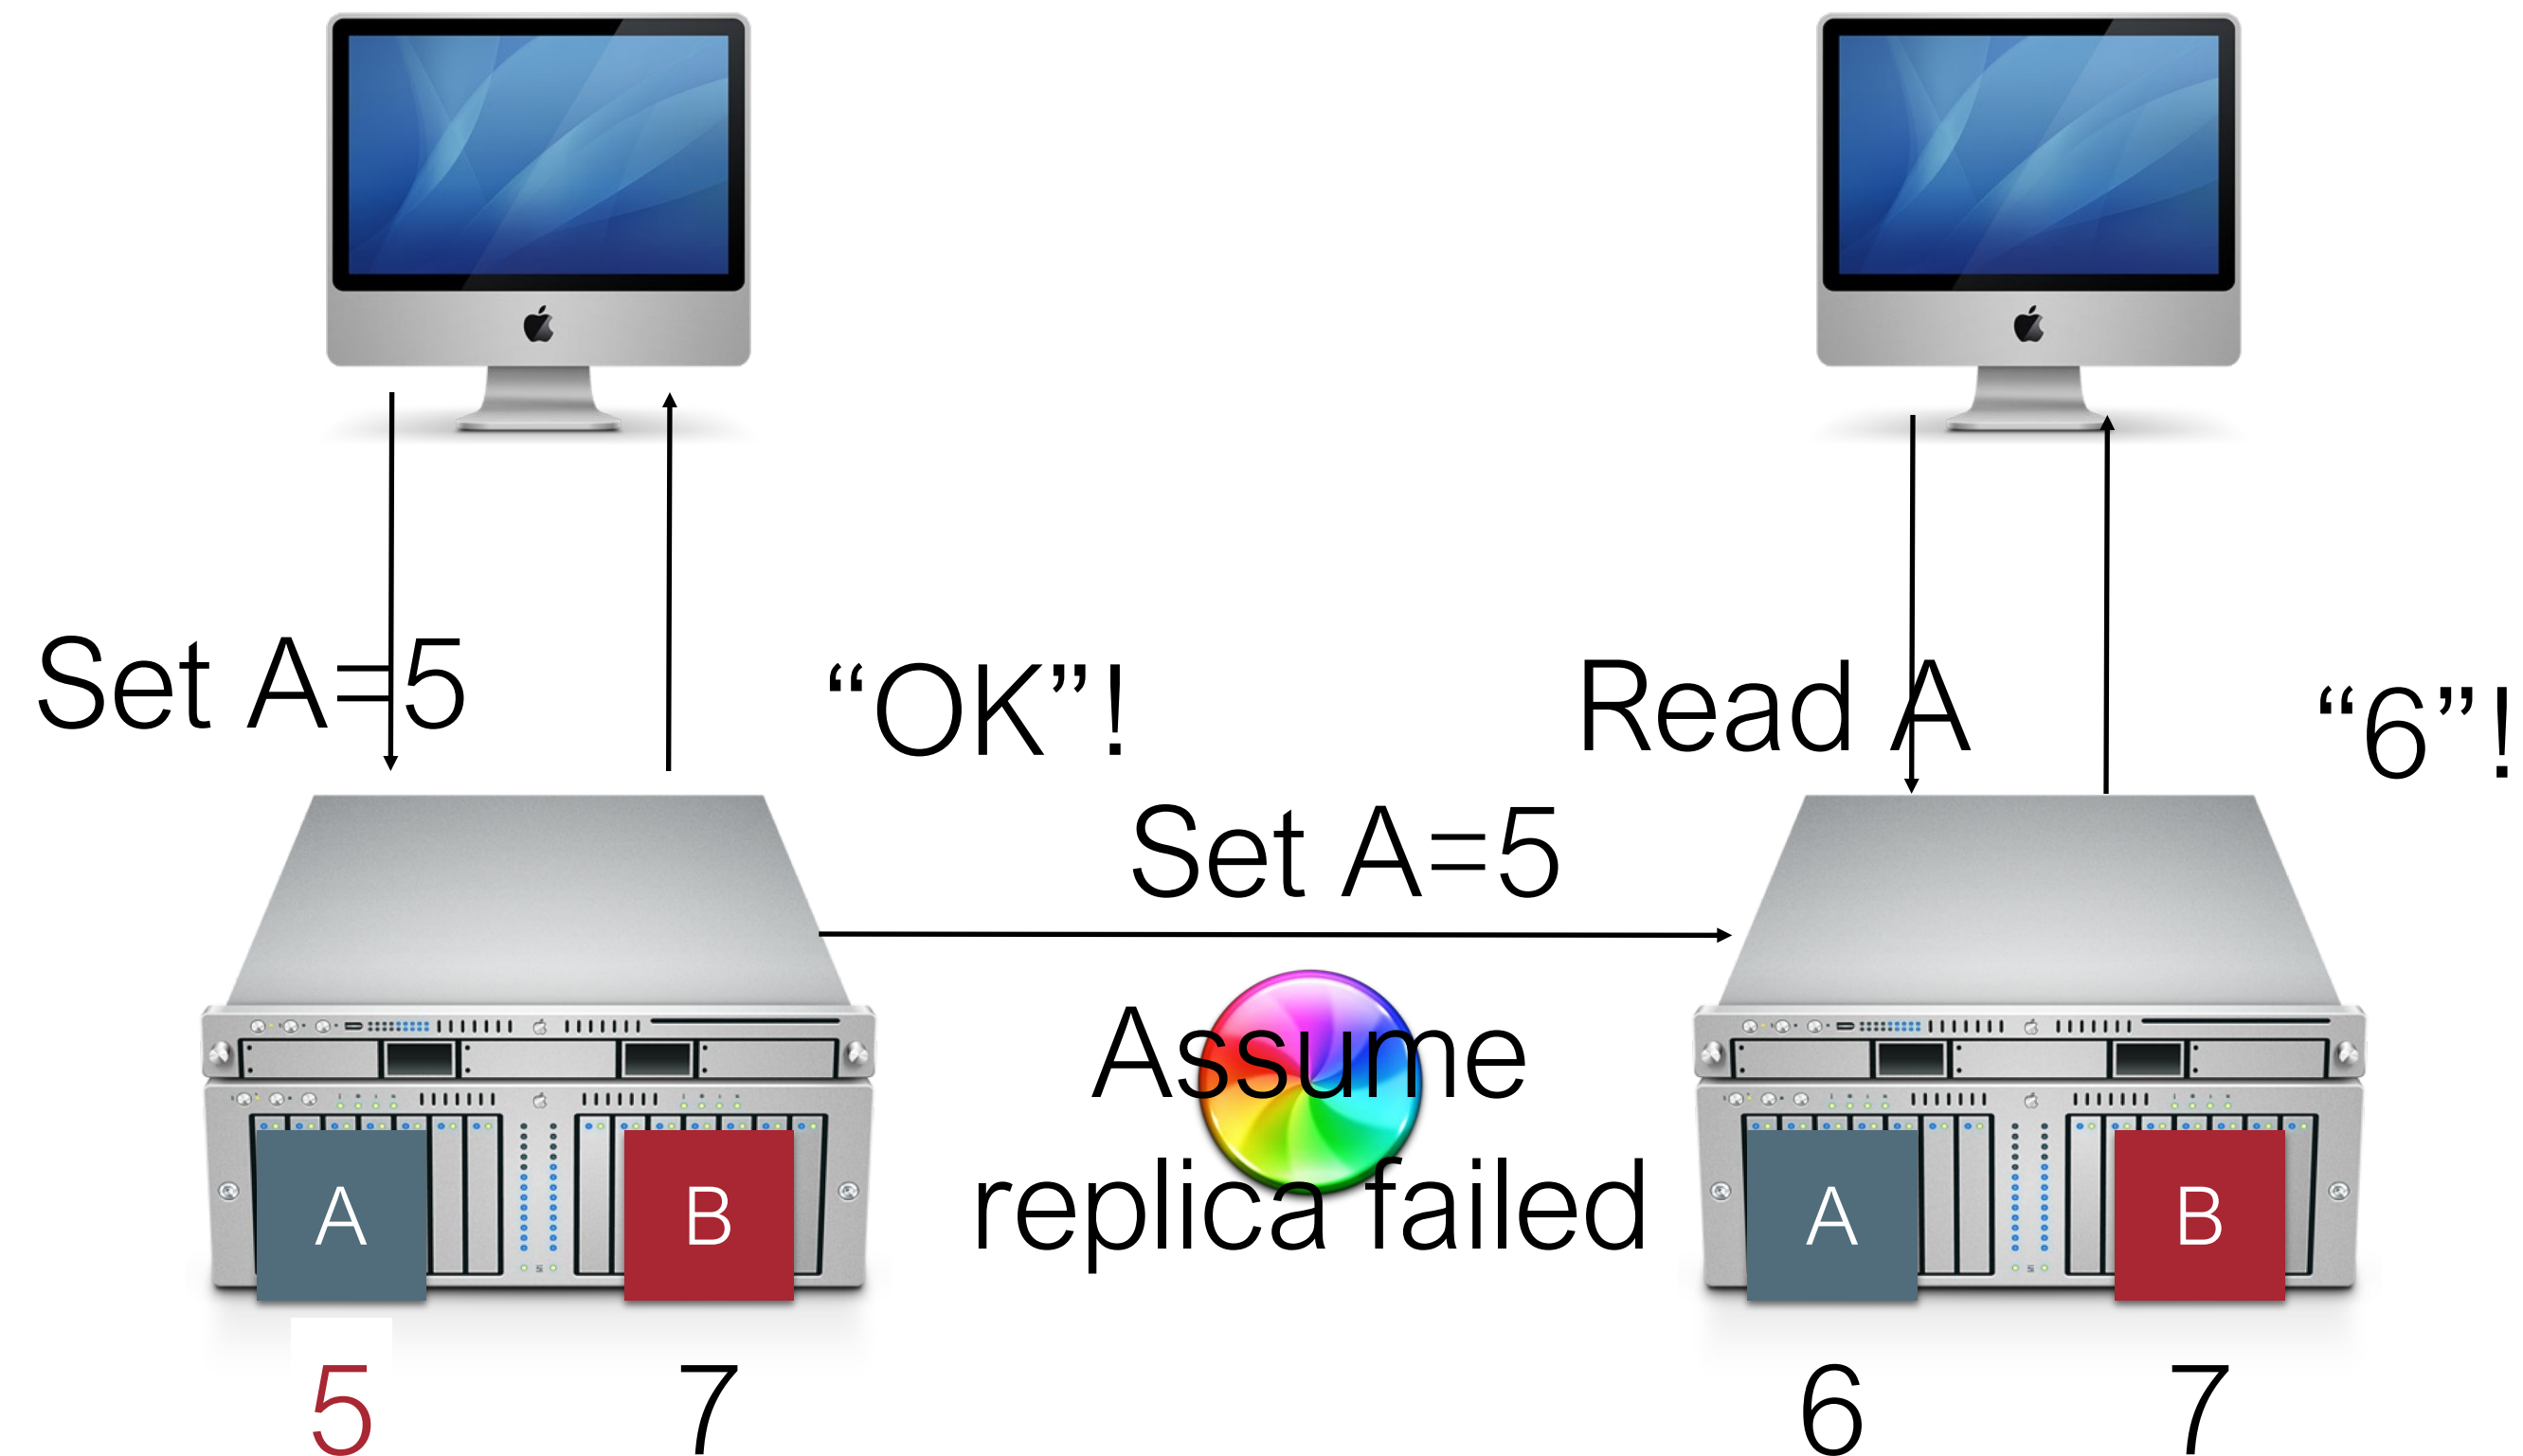 Set A=5
“OK”!
Read A
“6”!
Set A=5
Assume
replica failed
A
B
A
B
5
7
6
7